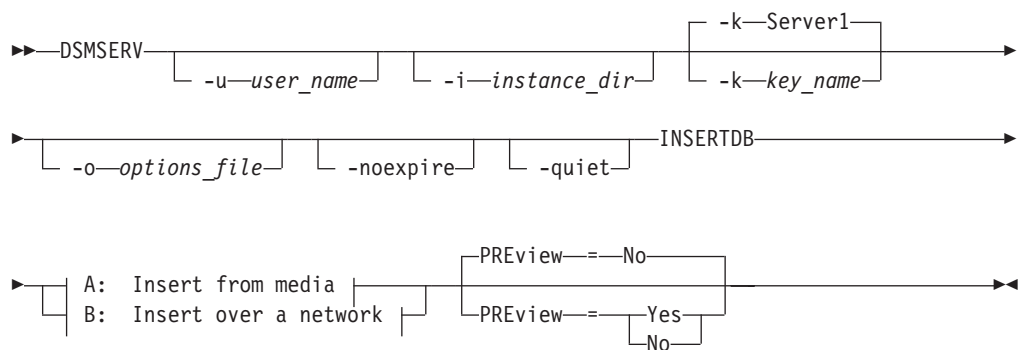 -k Server1
DSMSERV
-u user_name -i instance_dir -k key_name
INSERTDB
-o options_file -noexpire -quiet
PREview = No
A: Insert from media
B: Insert over a network PREview = Yes
No